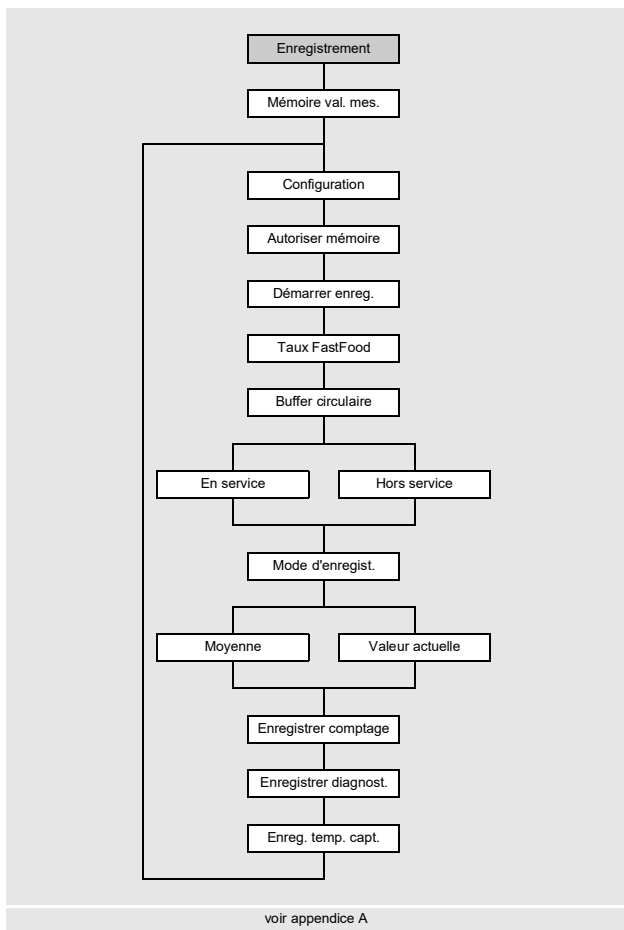 Enregistrement
Mémoire val. mes.
Configuration
Autoriser mémoire
Démarrer enreg.
Taux FastFood
Buffer circulaire
En service
Hors service
Mode d'enregist.
Moyenne
Valeur actuelle
Enregistrer comptage
Enregistrer diagnost.
Enreg. temp. capt.
voir appendice A